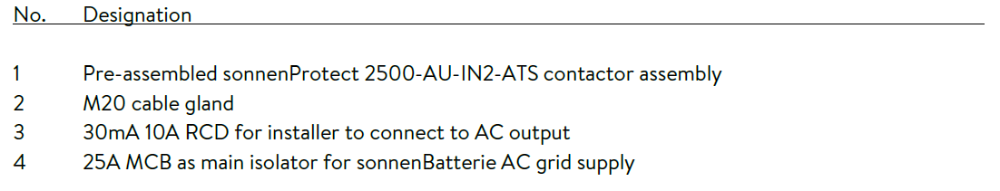 No. Designation
1 Pre-assembled sonnenProtect 2500-AU-IN2-ATS contactor assembly
2 M20 cable gland
3 30mA 10A RCD for installer to connect to AC output
4 25A MCB as main isolator for sonnenBatterie AC grid supply